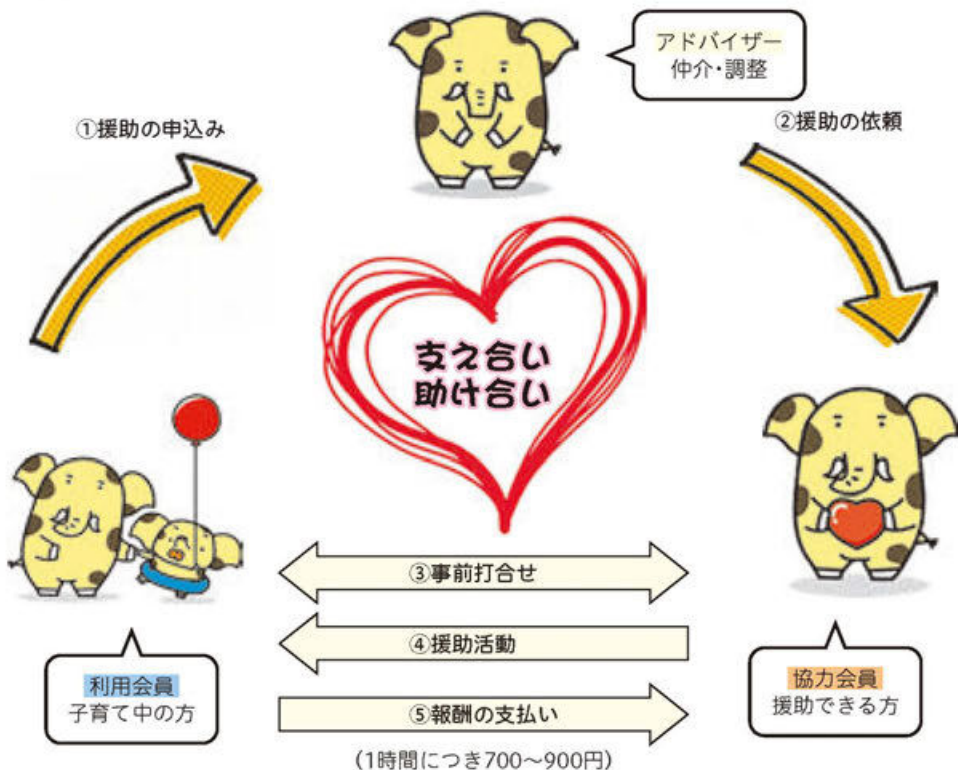 アドバイザー
仲介・調整
①援助の申込み
②援助の依頼
支え合い
助け合い
③事前打合せ
④援助活動
利用会員
子育て中の方
協力会員
援助できる方
⑤報酬の支払い
(1時間につき700〜900円)